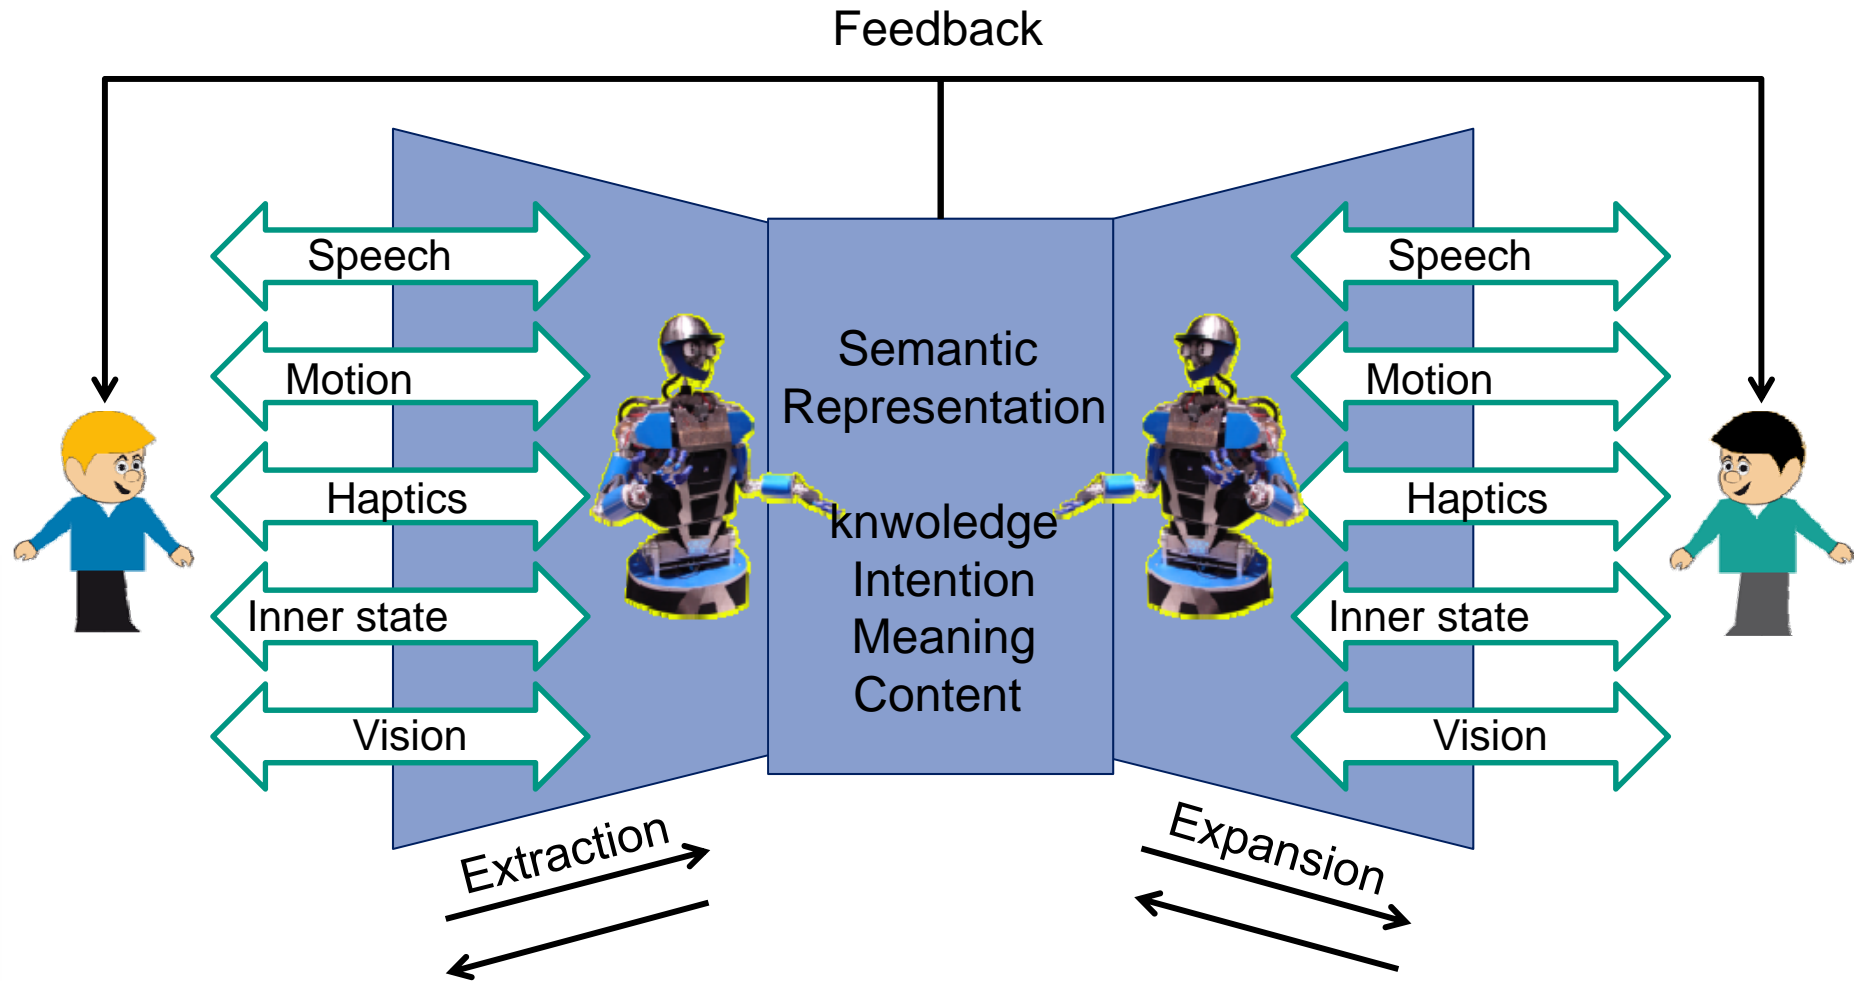 Feedback
Speech
Motion
Haptics
Inner state
Vision
Semantic
Representation
knwoledge
Intention
Meaning
Content
Speech
Motion
Haptics
Inner state
Vision
Extraction
Expansion